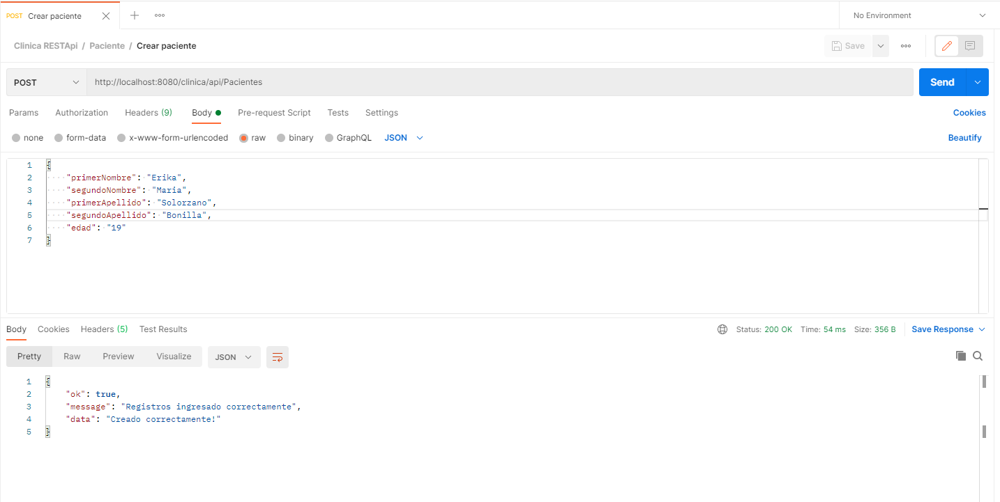 POST Crear paciente
No Environment
Clinica RESTApi / Paciente / Crear paciente
Save
POST http://localhost:8080/clinica/api/Pacientes Send
Params Authorization Headers (9) Body Pre-request Script Tests Settings Cookies
none form-data x-www-form-urlencoded raw binary GraphQL JSON Beautify
1 {
2 "primerNombre": "Erika",
3 "segundoNombre": "Maria",
4 "primerApellido": "Solorzano",
5 "segundoApellido": "Bonilla",
6 "edad": "19"
7 }
Body Cookies Headers (5) Test Results Status: 200 OK Time: 54 ms Size: 356 B Save Response
Pretty Raw Preview Visualize JSON
1 {
2 "ok": true,
3 "message": "Registros ingresado correctamente",
4 "data": "Creado correctamente!"
5 }